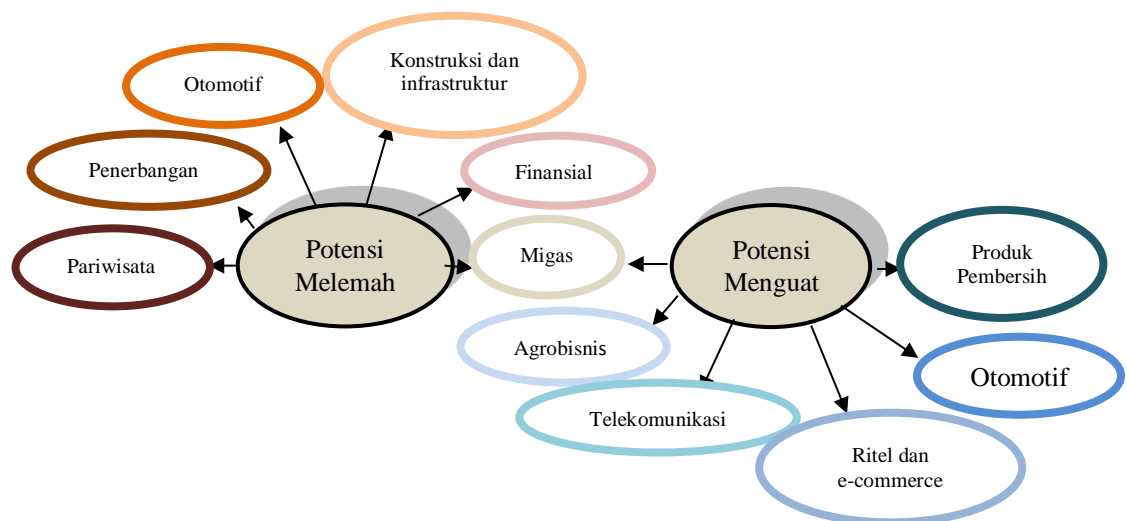 Konstruksi dan
infrastruktur
Otomotif
Penerbangan
Finansial
Pariwisata
Potensi
Melemah
Migas
Potensi
Menguat
Produk
Pembersih
Agrobisnis
Otomotif
Telekomunikasi
Ritel dan
e-commerce